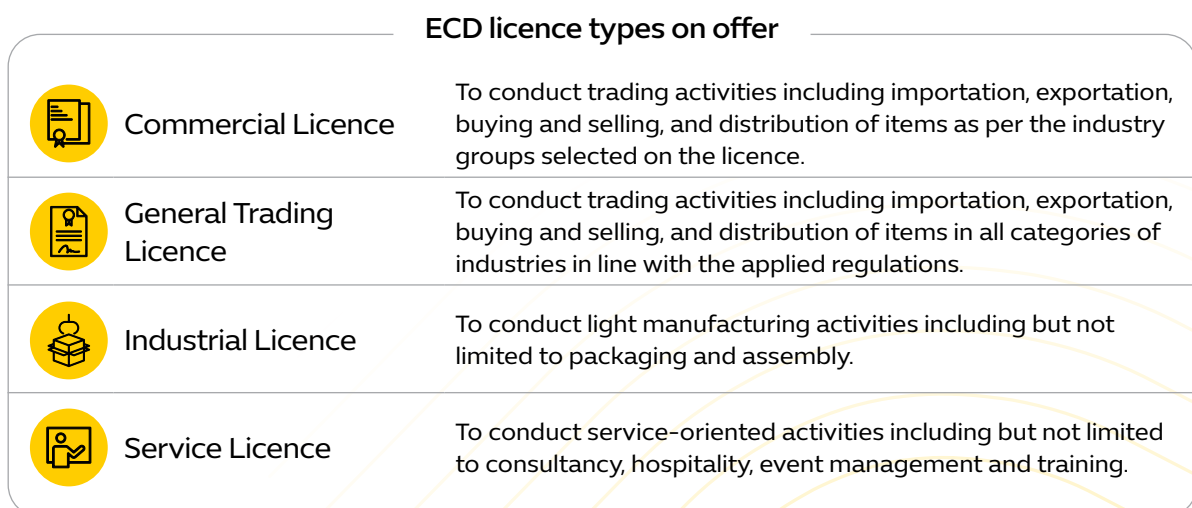 ECD licence types on offer
Commercial Licence
To conduct trading activities including importation, exportation,
buying and selling, and distribution of items as per the industry
groups selected on the licence.
General Trading
Licence
To conduct trading activities including importation, exportation,
buying and selling, and distribution of items in all categories of
industries in line with the applied regulations.
Industrial Licence
To conduct light manufacturing activities including but not
limited to packaging and assembly.
Service Licence
To conduct service-oriented activities including but not limited
to consultancy, hospitality, event management and training.